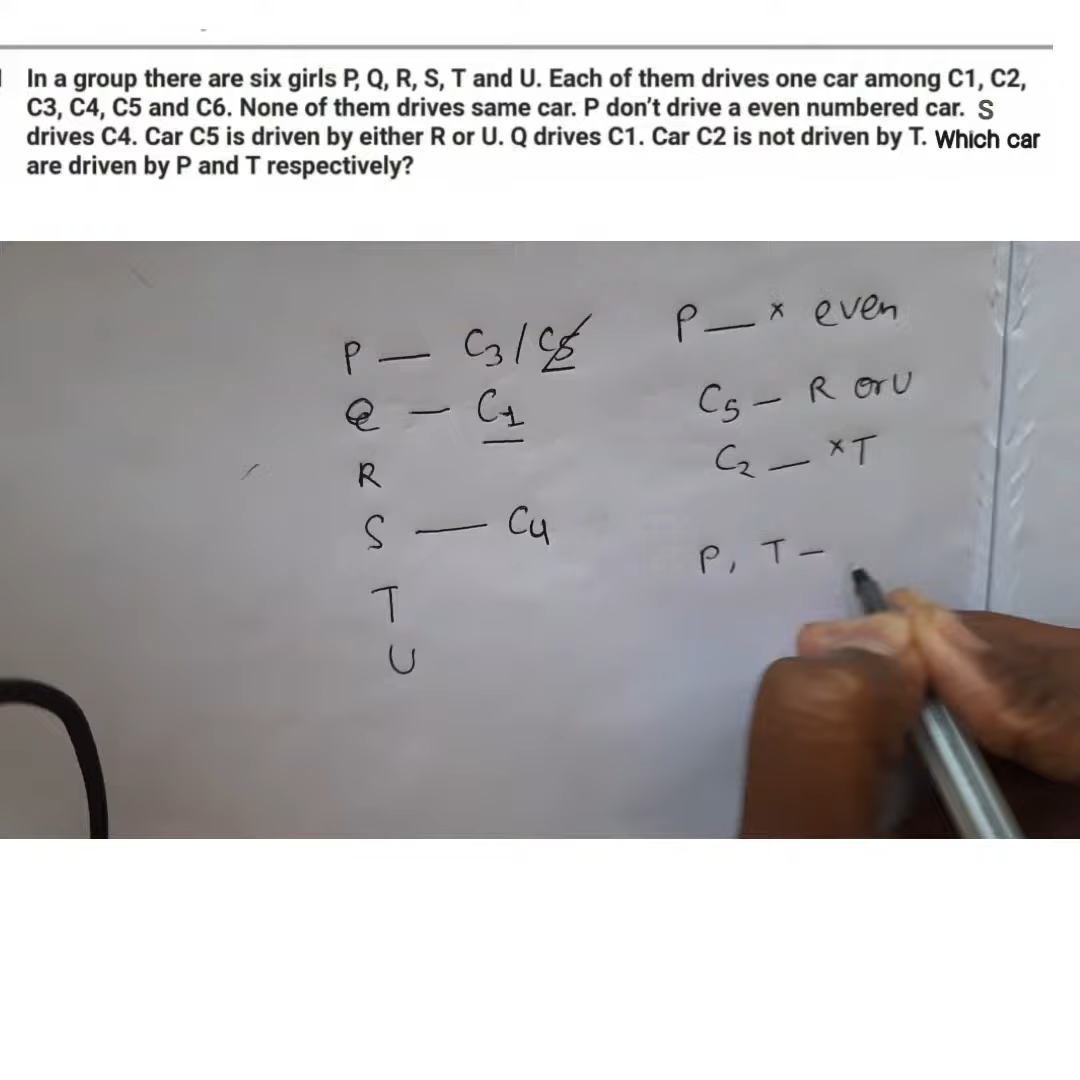 In a group there are six girls P, Q, R, S, T and U. Each of them drives one car among C1, C2,
C3, C4, C5 and C6. None of them drives same car. P don't drive a even numbered car. S
drives C4. Car C5 is driven by either R or U. Q drives C1. Car C2 is not driven by T. Which car
are driven by P and T respectively?
P — C3/C5
P — × even
Q — C1
C5 — R or U
R
C2 — ×T
S — C4
P, T —
T
U